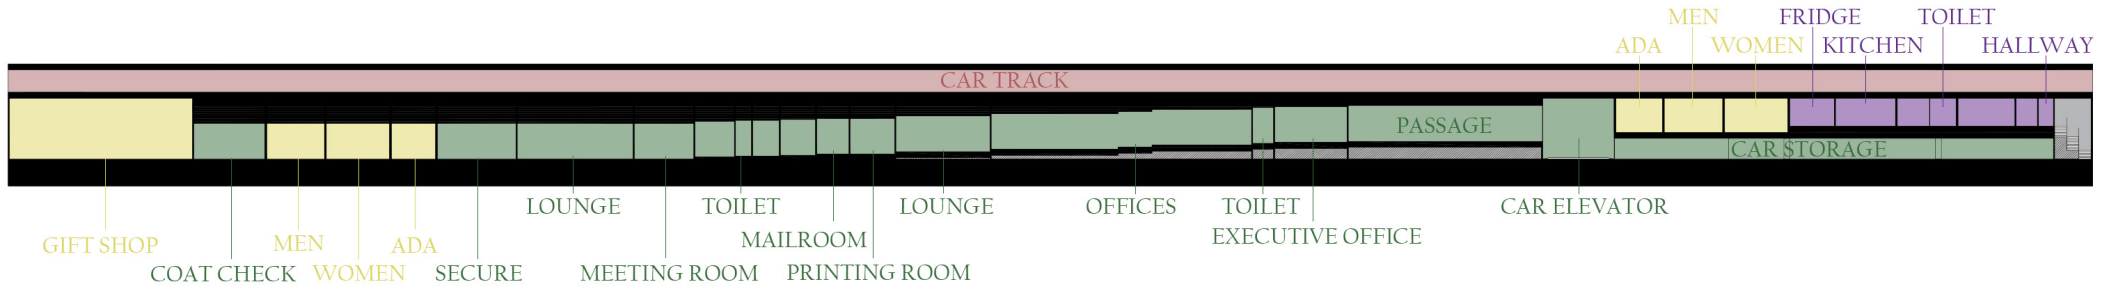 MEN FRIDGE TOILET
ADA WOMEN KITCHEN HALLWAY
CAR TRACK
PASSAGE
CAR STORAGE
LOUNGE TOILET LOUNGE OFFICES TOILET CAR ELEVATOR
GIFT SHOP MEN ADA MAILROOM EXECUTIVE OFFICE
COAT CHECK WOMEN SECURE MEETING ROOM PRINTING ROOM